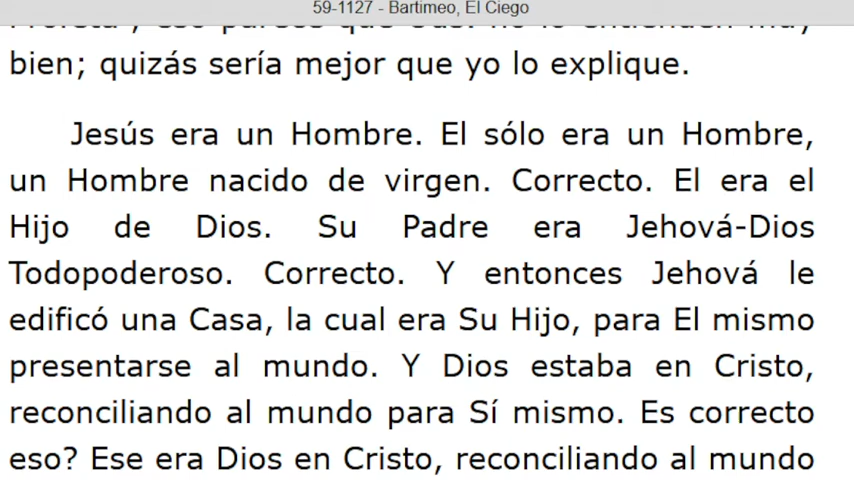 59-1127 - Bartimeo, El Ciego
bien; quizás sería mejor que yo lo explique.
Jesús era un Hombre. El sólo era un Hombre,
un Hombre nacido de virgen. Correcto. El era el
Hijo de Dios. Su Padre era Jehová-Dios
Todopoderoso. Correcto. Y entonces Jehová le
edificó una Casa, la cual era Su Hijo, para El mismo
presentarse al mundo. Y Dios estaba en Cristo,
reconciliando al mundo para Sí mismo. Es correcto
eso? Ese era Dios en Cristo, reconciliando al mundo